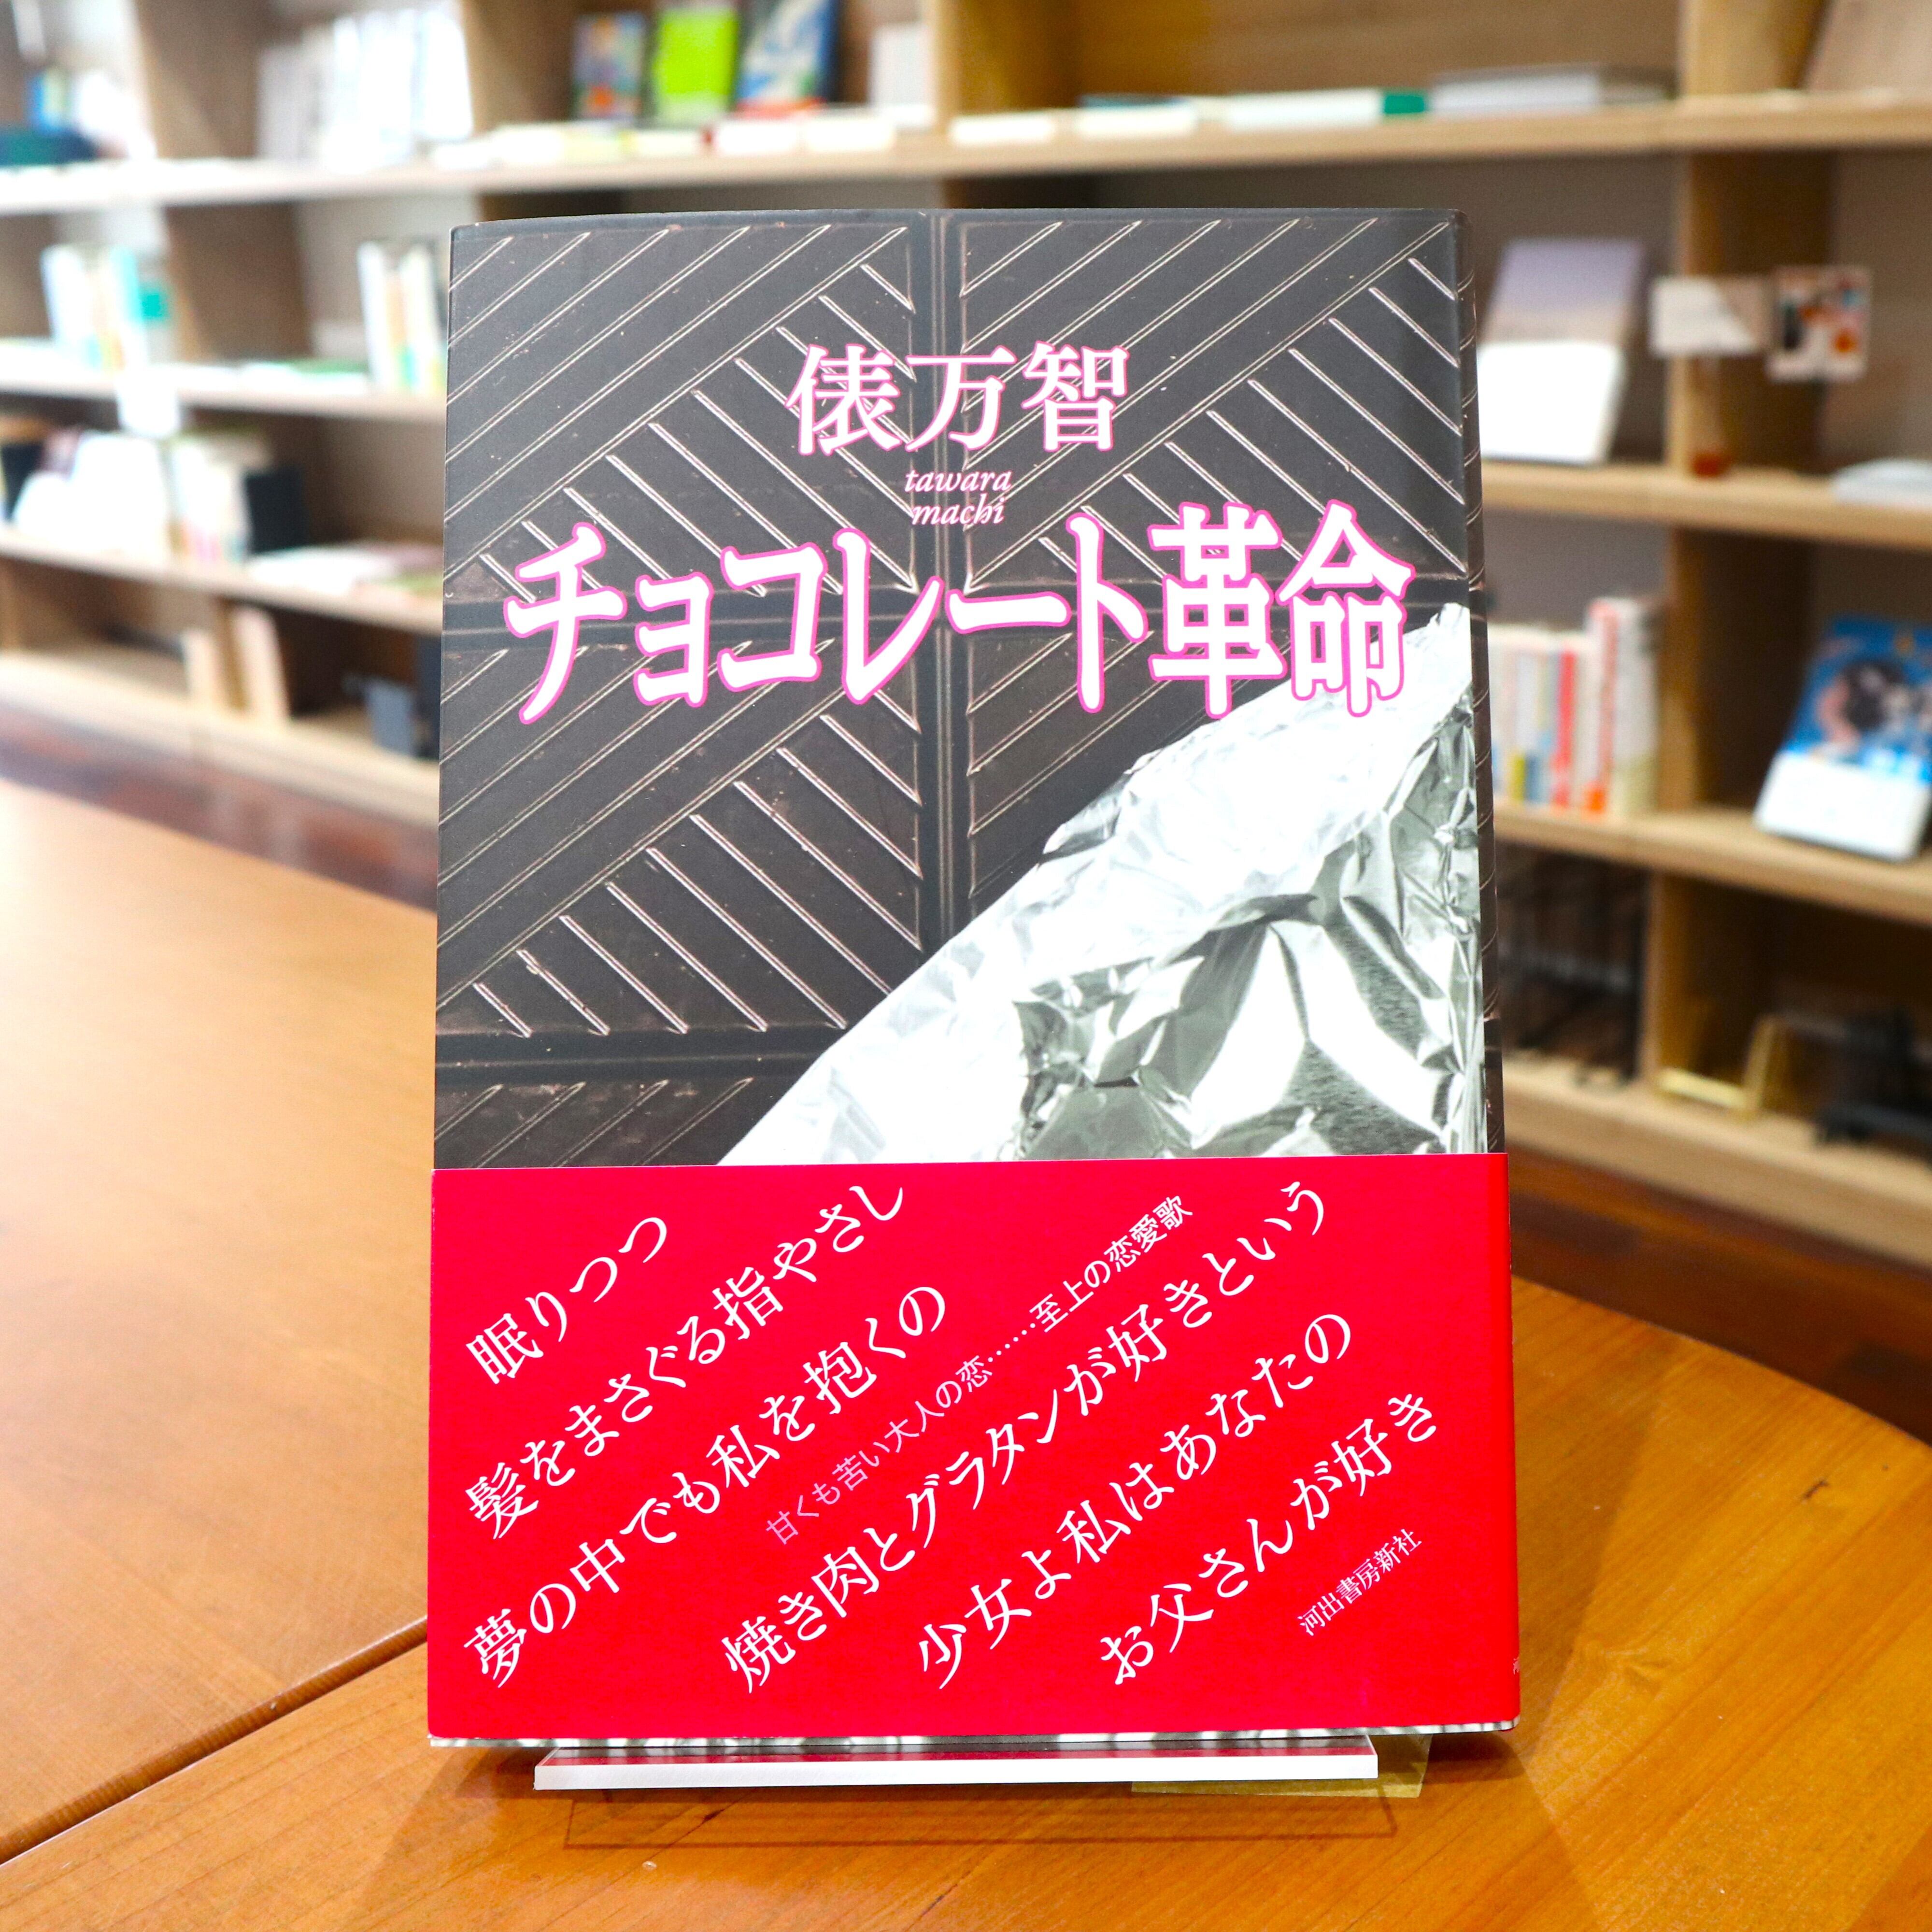 俵万智
tawara
machi
チョコレート革命
眠りつつ
髪をまさぐる指やさし
夢の中でも私を抱くの
甘くも苦い大人の恋……至上の恋愛歌
焼き肉とグラタンが好きという
少女よ私はあなたの
お父さんが好き
河出書房新社